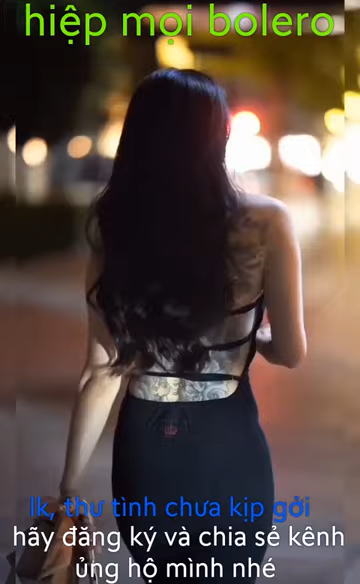 hiệp mọi bolero
lk, thư tình chưa kịp gởi
hãy đăng ký và chia sẻ kênh
ủng hộ mình nhé